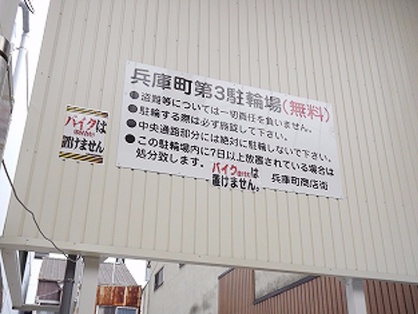 兵庫町第3駐輪場(無料)
●盗難等については一切責任を負いません。
●駐輪する際は必ず施錠して下さい。
●中央通路部分には絶対に駐輪しないで下さい。
●この駐輪場内に7日以上放置されている場合は
処分致します。
バイクは
置けません。
兵庫町商店街
バイクは
置けません